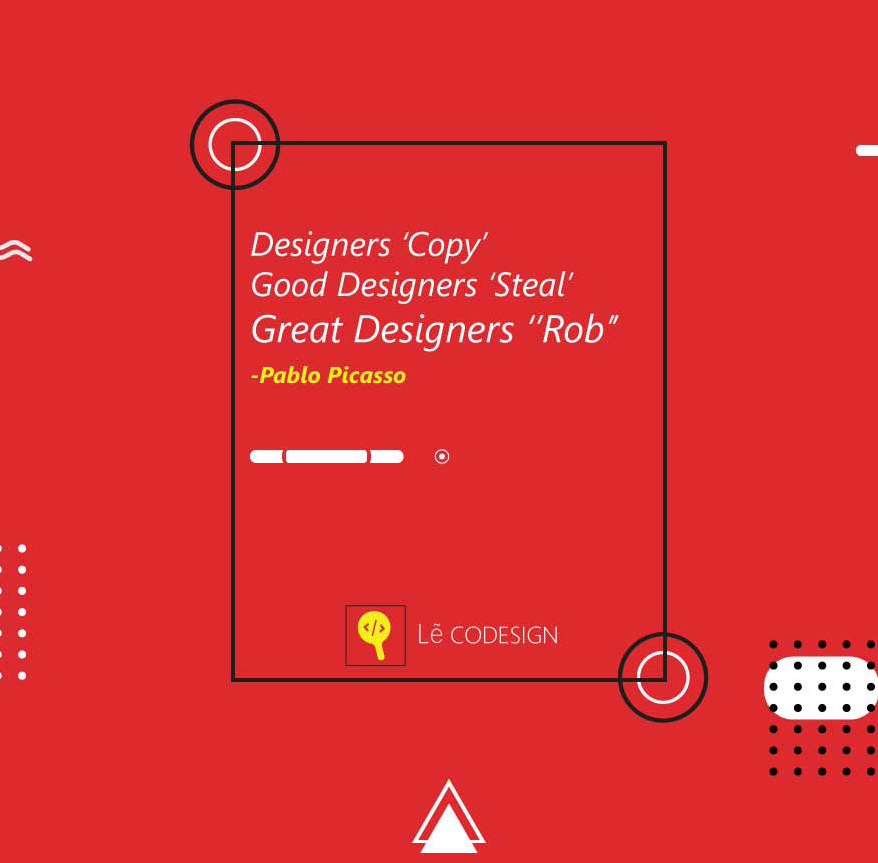 Designers ‘Copy’
Good Designers ‘Steal’
Great Designers ‘’Rob”
-Pablo Picasso
</>
Lẽ CODESIGN